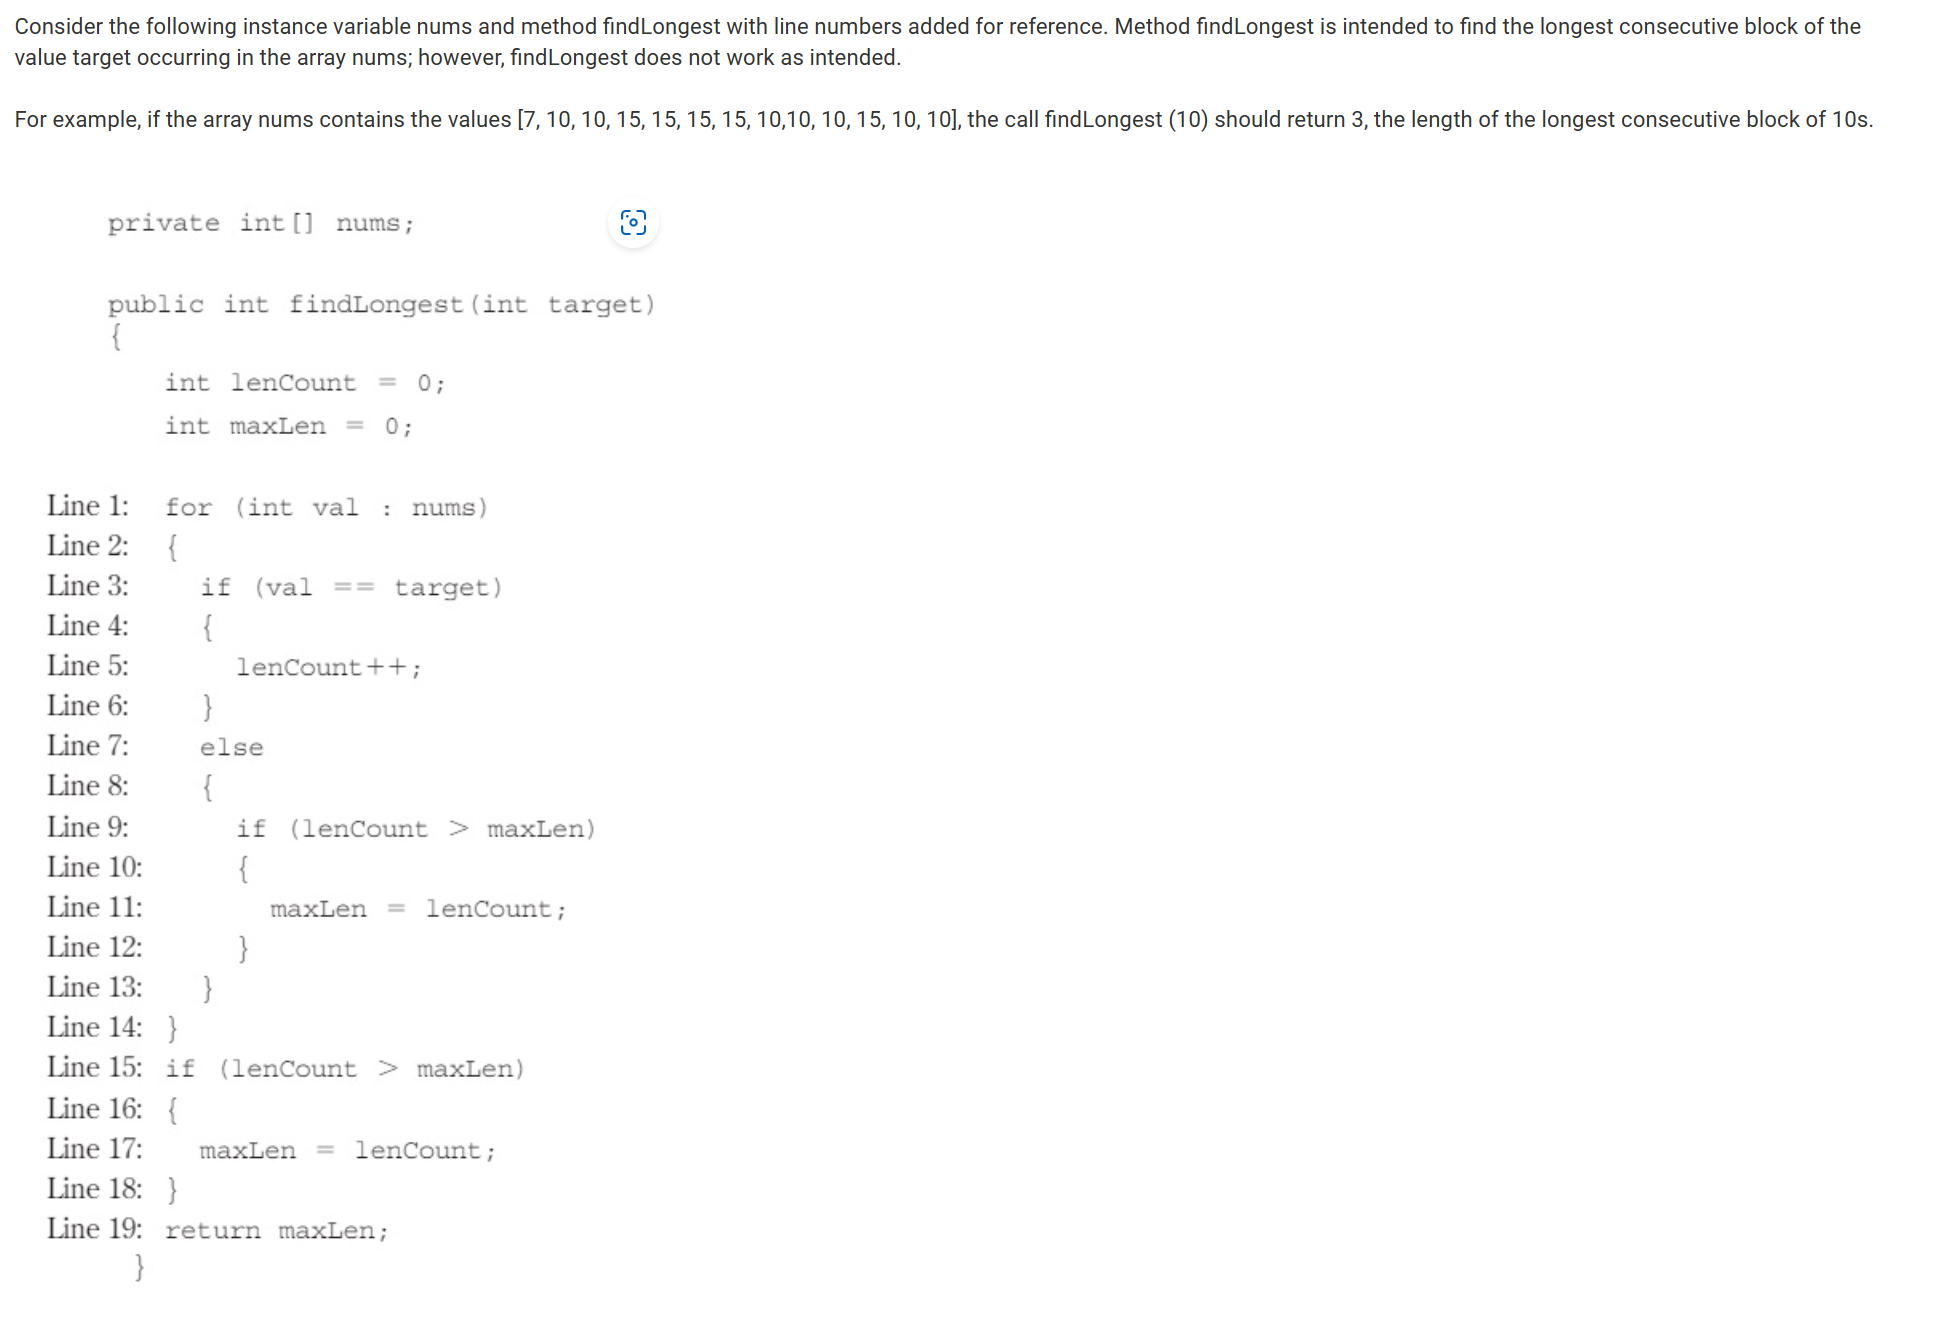 Consider the following instance variable nums and method findLongest with line numbers added for reference. Method findLongest is intended to find the longest consecutive block of the
value target occurring in the array nums; however, findLongest does not work as intended.
For example, if the array nums contains the values [7, 10, 10, 15, 15, 15, 15, 10,10, 10, 15, 10, 10], the call findLongest (10) should return 3, the length of the longest consecutive block of 10s.
private int[] nums;
public int findLongest(int target)
{
int lenCount = 0;
int maxLen = 0;
Line 1: for (int val : nums)
Line 2: {
Line 3: if (val == target)
Line 4: {
Line 5: lenCount++;
Line 6: }
Line 7: else
Line 8: {
Line 9: if (lenCount > maxLen)
Line 10: {
Line 11: maxLen = lenCount;
Line 12: }
Line 13: }
Line 14: }
Line 15: if (lenCount > maxLen)
Line 16: {
Line 17: maxLen = lenCount;
Line 18: }
Line 19: return maxLen;
}